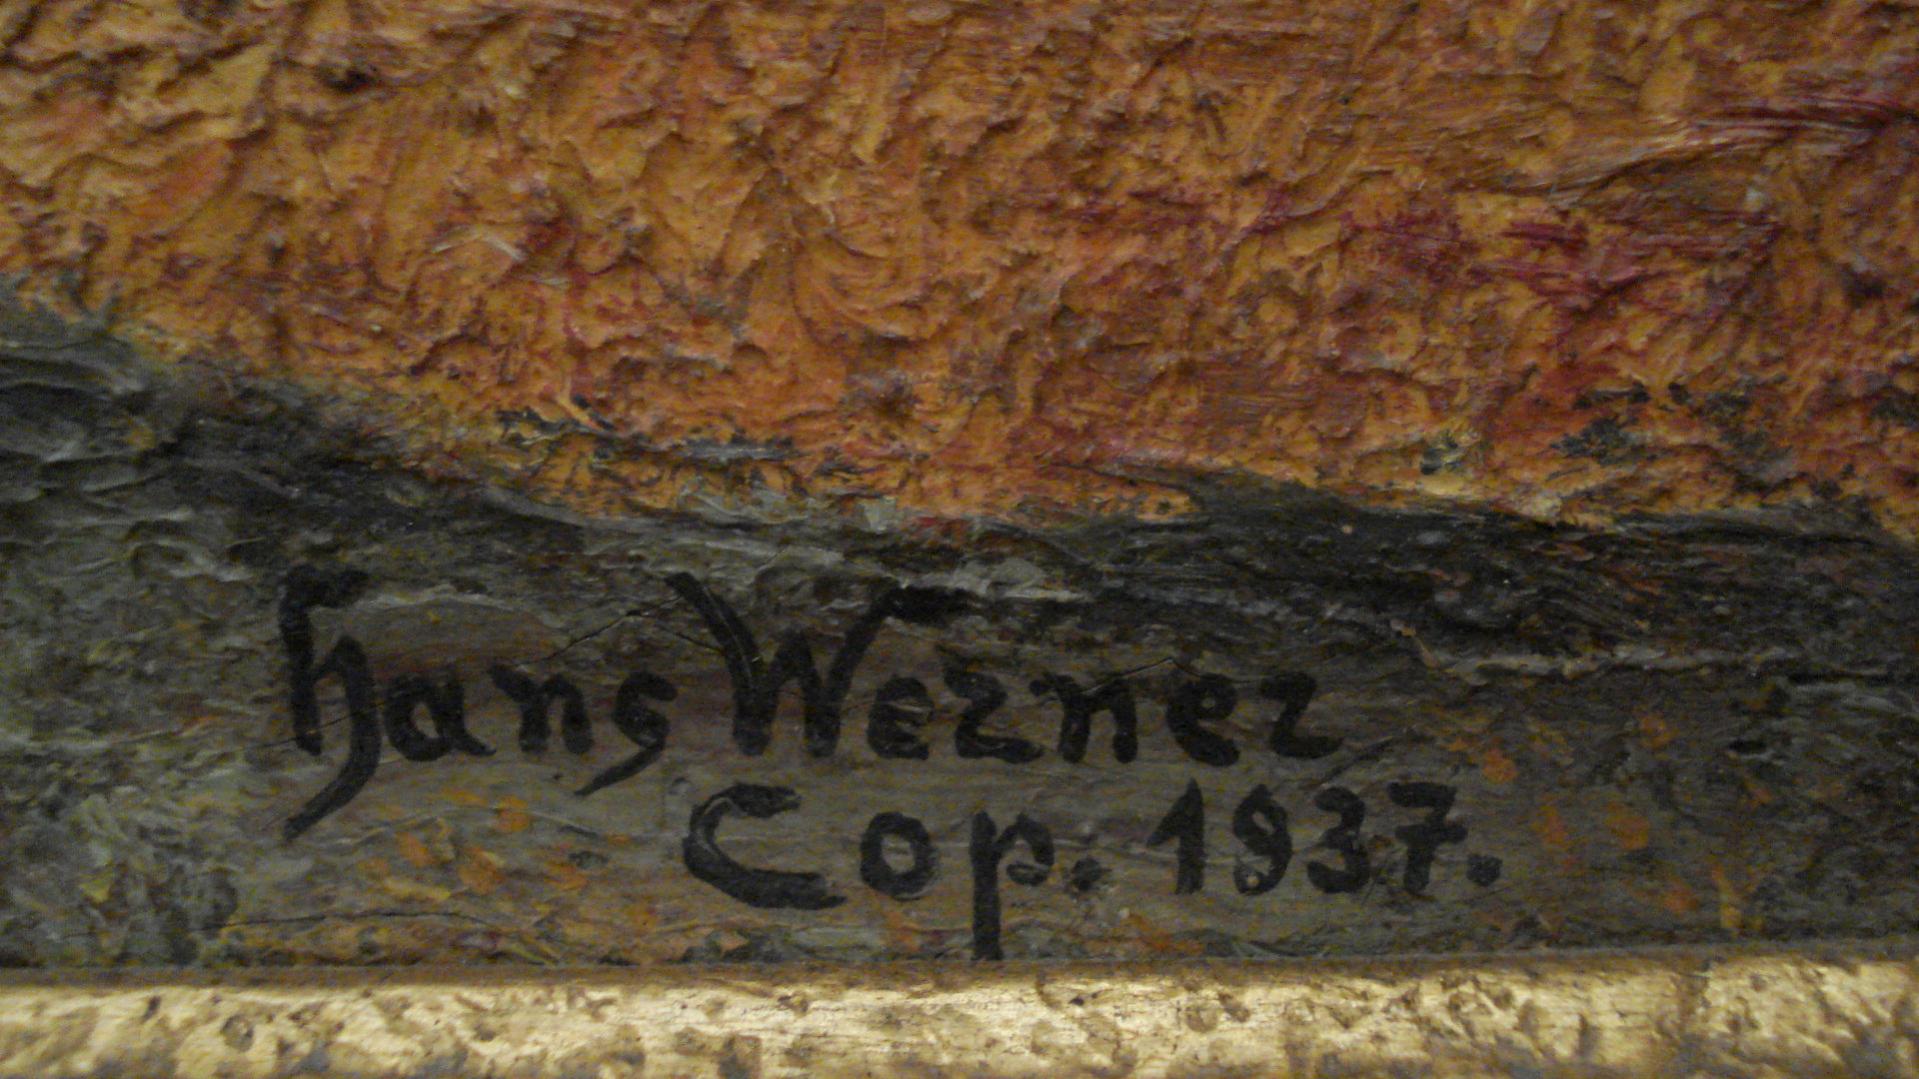 Hans Werner
Cop. 1937.